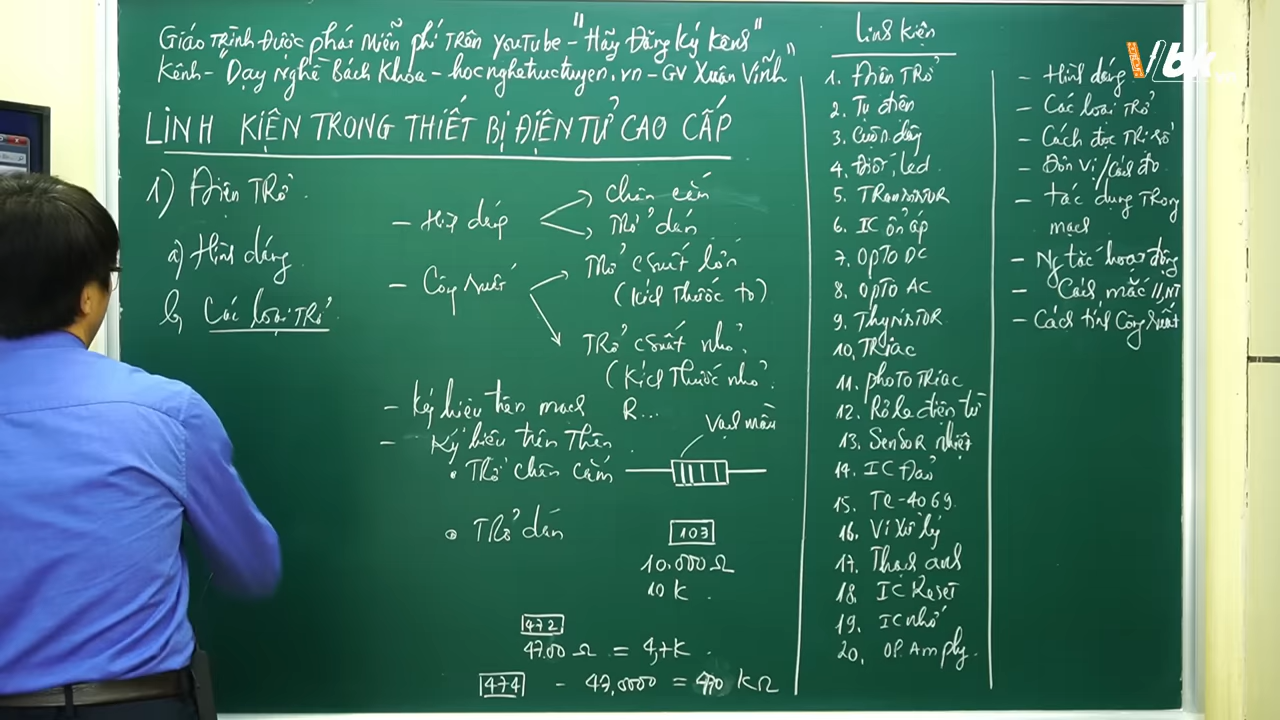 Giáo Trình Được phát Miễn phí Trên YouTube - "Hãy Đăng Ký Kênh"
Kênh - "Dạy Nghề Bách Khoa - hocnghetructuyen.vn - GV Xuân Vinh"
LINH KIỆN TRONG THIẾT BỊ ĐIỆN TỬ CAO CẤP
1) Điện TRở
a) Hình dáng
b, Các loại TRở
- Hình dáng
chân cắm
TRở dán
- Công suất
TRở csuất lớn
(Kích Thước to)
TRở csuất nhỏ
(Kích Thước nhỏ.
- Ký hiệu trên mạch R...
- Ký hiệu trên Thân
Vạch mầu
• TRở chân cắm
• TRở dán
103
10.000 Ω
10 K
472
4700 Ω = 4,7K
474 - 47,0000 = 470 KΩ
Linh Kiện
1. Điện TRở
2. Tụ điện
3. Cuộn dây
4. Điốt, led
5. TRansisToR
6. IC ổn áp
7. OpTo DC
8. OpTo AC
9. ThyRisToR
10, TRiAc
11. phoTo TRiac
12. Rơle điện từ
13. SenSoR nhiệt
14. IC Đảo
15. Tc-4069
16. Vi Xử lý
17. Thạch anh
18. IC Reset
19. IC nhớ
20, OP. Amply
- Hình dáng
- Các loại TRở
- Cách đọc TRị số
- Đơn Vị / Cách đo
- tác dụng TRong
mạch
- Ng tắc hoạt động
- Cách mắc //, NT
- Cách tính Công suất
Vbk